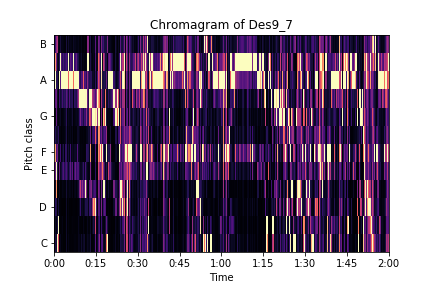 Chromagram of Des9_7
Pitch class
B
A
G
F
E
D
C
0:00 0:15 0:30 0:45 1:00 1:15 1:30 1:45 2:00
Time